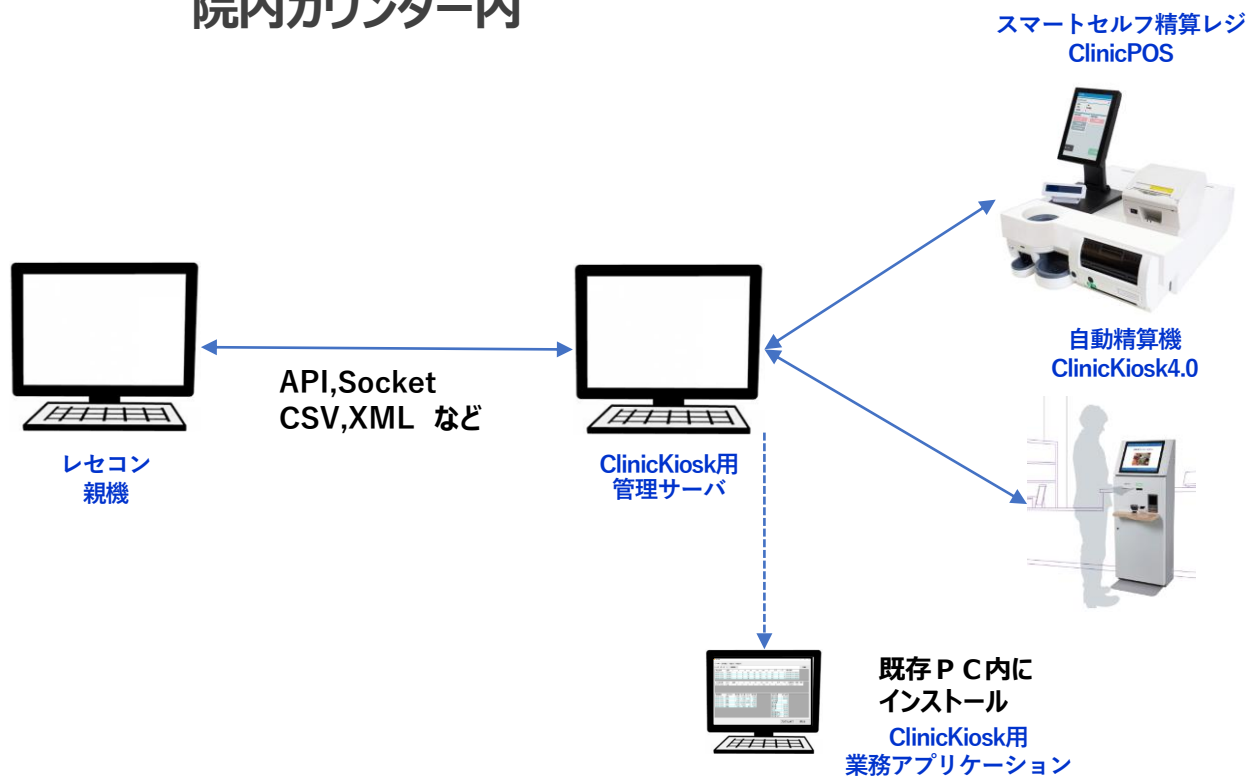 院内カウンター内
スマートセルフ精算レジ
ClinicPOS
自動精算機
ClinicKiosk4.0
API,Socket
CSV,XML など
レセコン
親機
ClinicKiosk用
管理サーバ
既存ＰＣ内に
インストール
ClinicKiosk用
業務アプリケーション